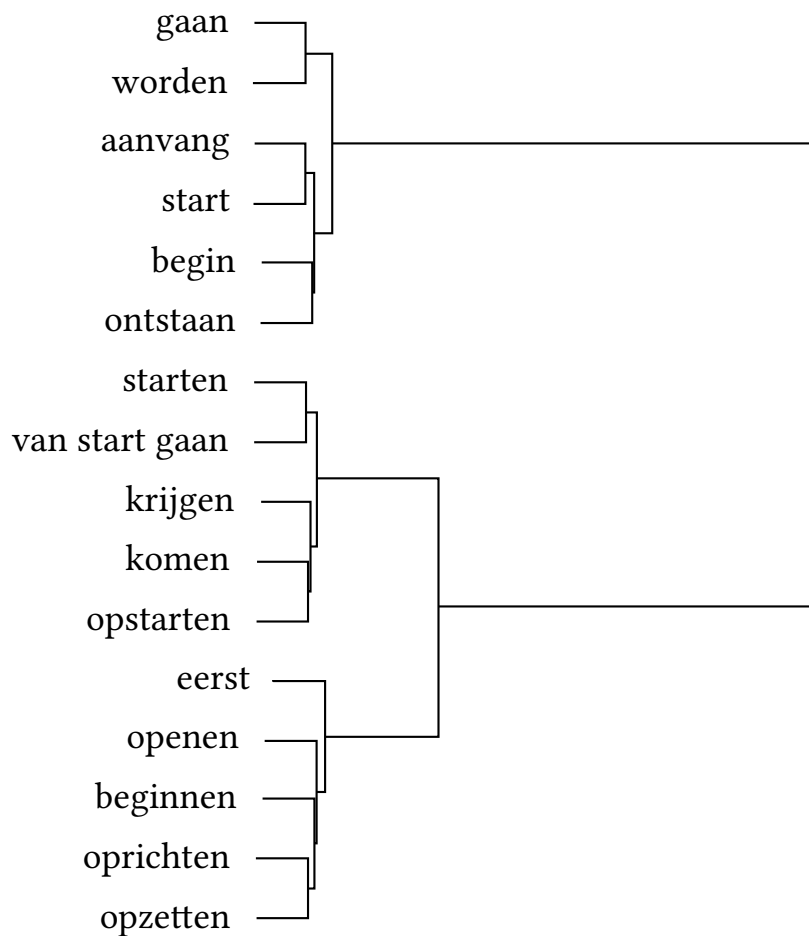 gaan
worden
aanvang
start
begin
ontstaan
starten
van start gaan
krijgen
komen
opstarten
eerst
openen
beginnen
oprichten
opzetten